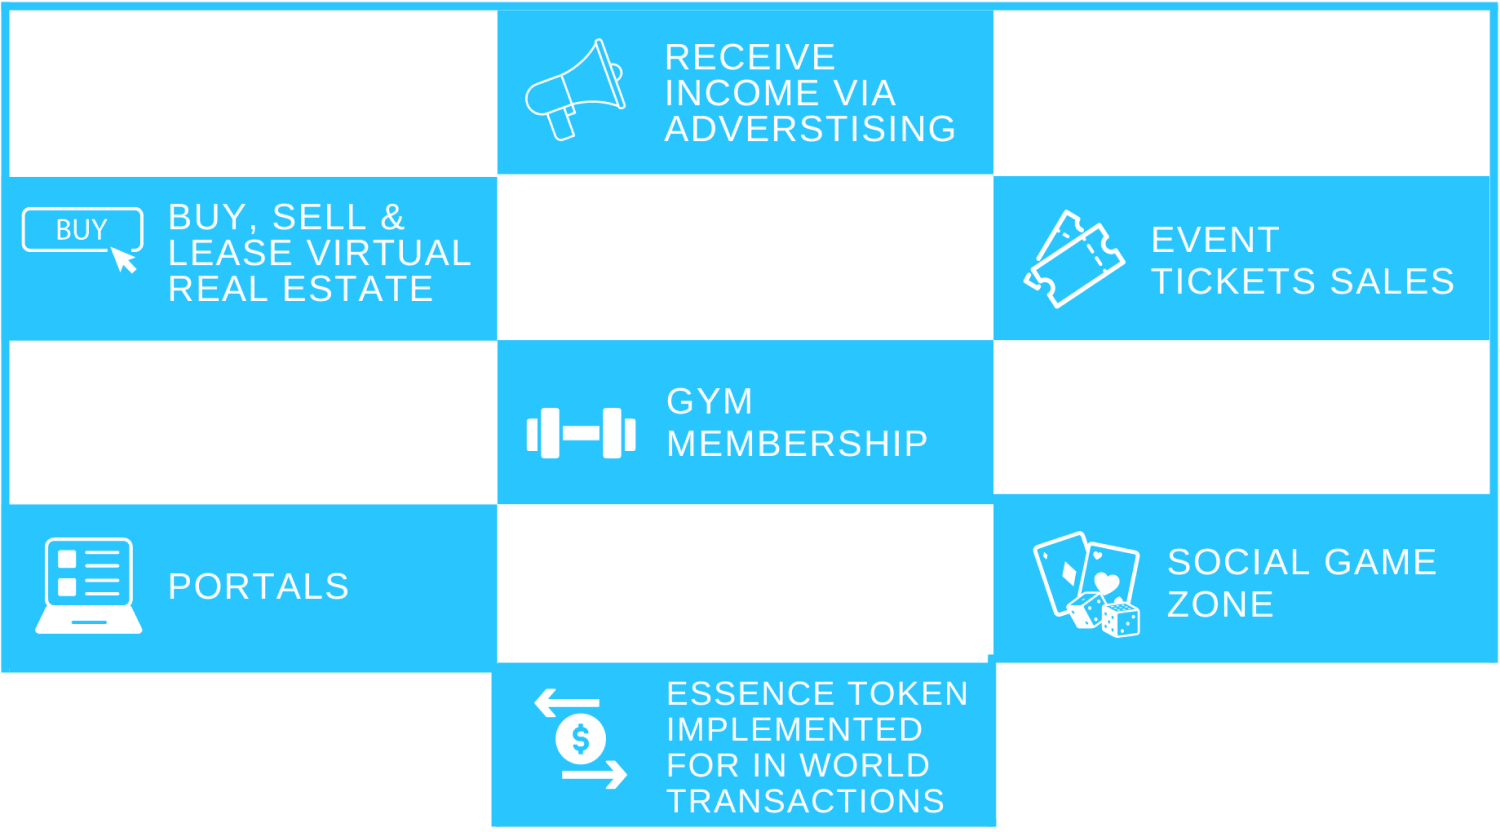 RECEIVE
INCOME VIA
ADVERSTISING
BUY
BUY, SELL &
LEASE VIRTUAL
REAL ESTATE
EVENT
TICKETS SALES
GYM
MEMBERSHIP
PORTALS
SOCIAL GAME
ZONE
$
ESSENCE TOKEN
IMPLEMENTED
FOR IN WORLD
TRANSACTIONS